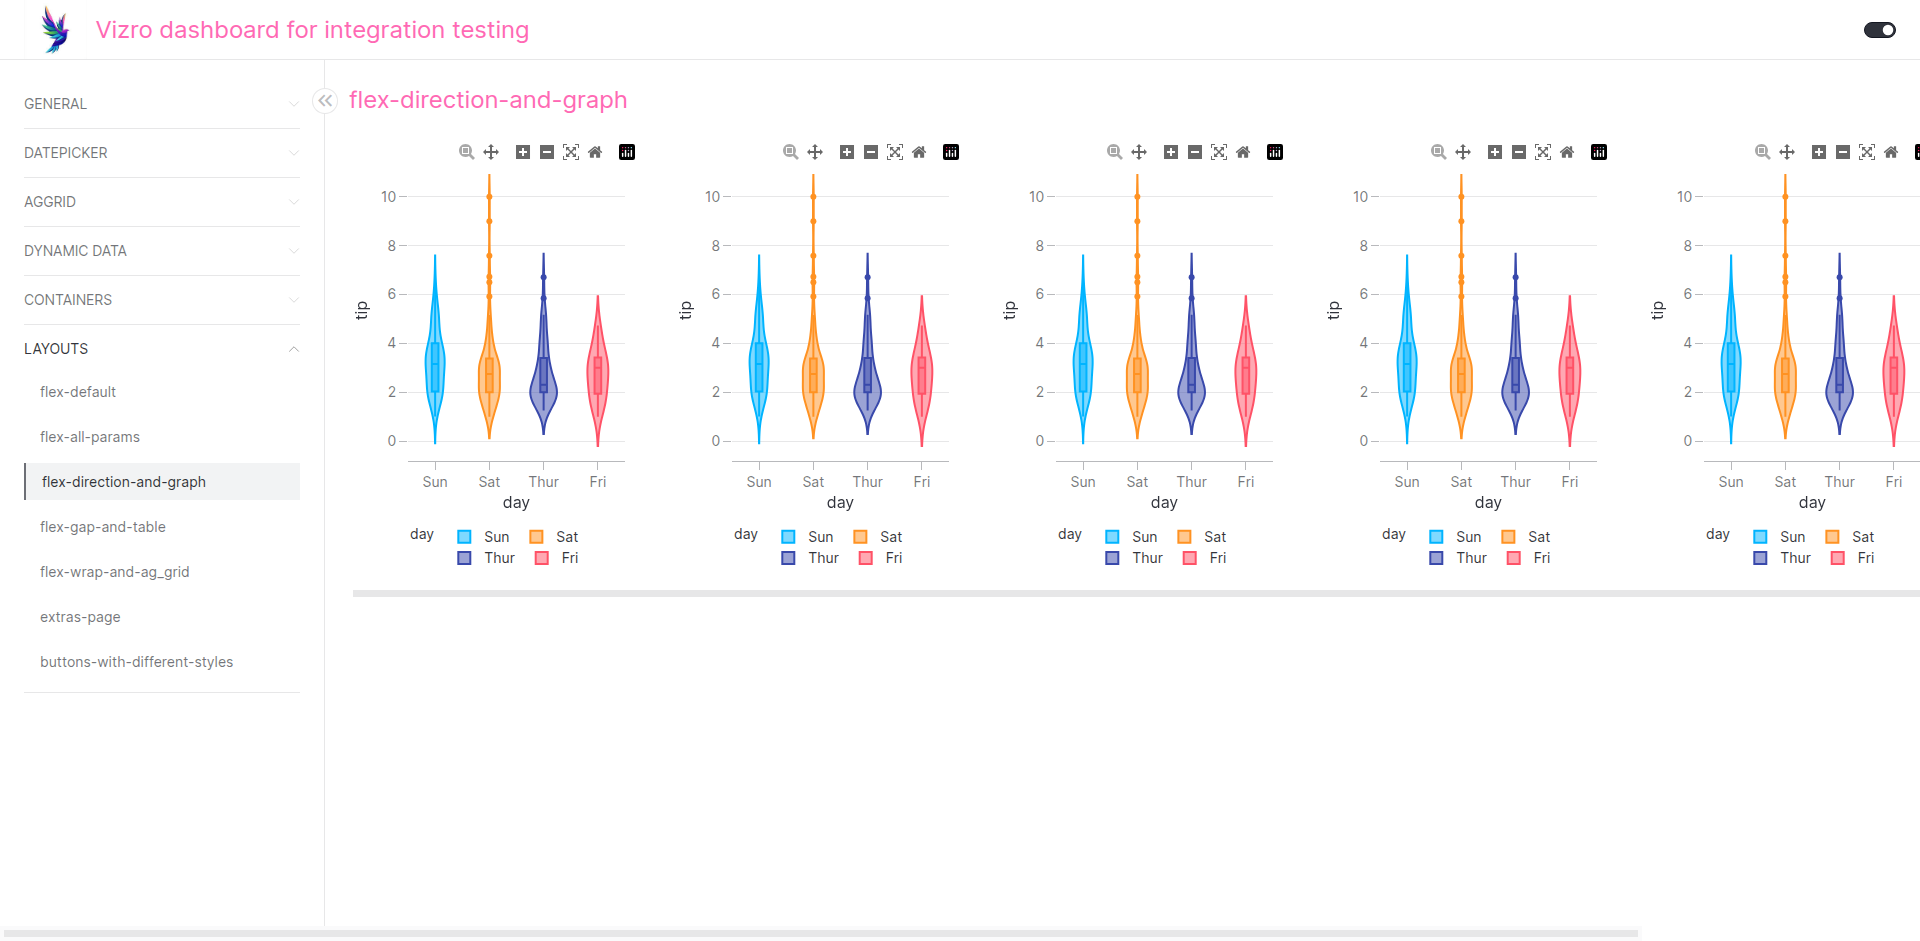 Vizro dashboard for integration testing
GENERAL
DATEPICKER
AGGRID
DYNAMIC DATA
CONTAINERS
LAYOUTS
flex-default
flex-all-params
flex-direction-and-graph
flex-gap-and-table
flex-wrap-and-ag_grid
extras-page
buttons-with-different-styles
flex-direction-and-graph
10
8
6
4
2
0
tip
Sun Sat Thur Fri
day
day Sun Sat
Thur Fri
10
8
6
4
2
0
tip
Sun Sat Thur Fri
day
day Sun Sat
Thur Fri
10
8
6
4
2
0
tip
Sun Sat Thur Fri
day
day Sun Sat
Thur Fri
10
8
6
4
2
0
tip
Sun Sat Thur Fri
day
day Sun Sat
Thur Fri
10
8
6
4
2
0
tip
Sun Sat Thur Fri
day
day Sun Sat
Thur Fri